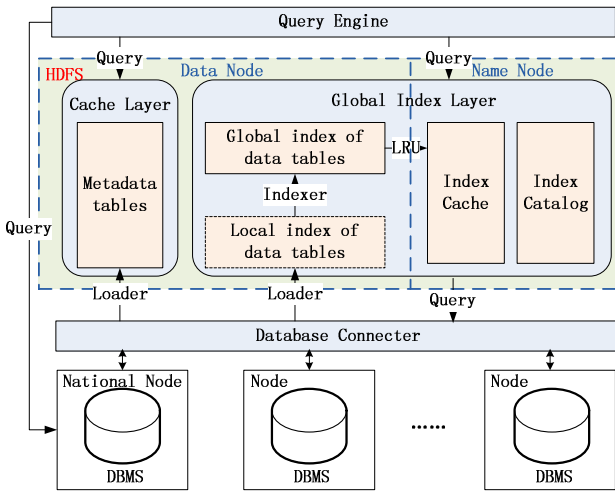 Query Engine
Query
Query
HDFS
Data Node
Name Node
Cache Layer
Global Index Layer
Metadata
tables
Global index of
data tables
LRU
Index
Cache
Index
Catalog
Indexer
Local index of
data tables
Query
Loader
Loader
Query
Database Connecter
National Node
Node
Node
DBMS
DBMS
……
DBMS